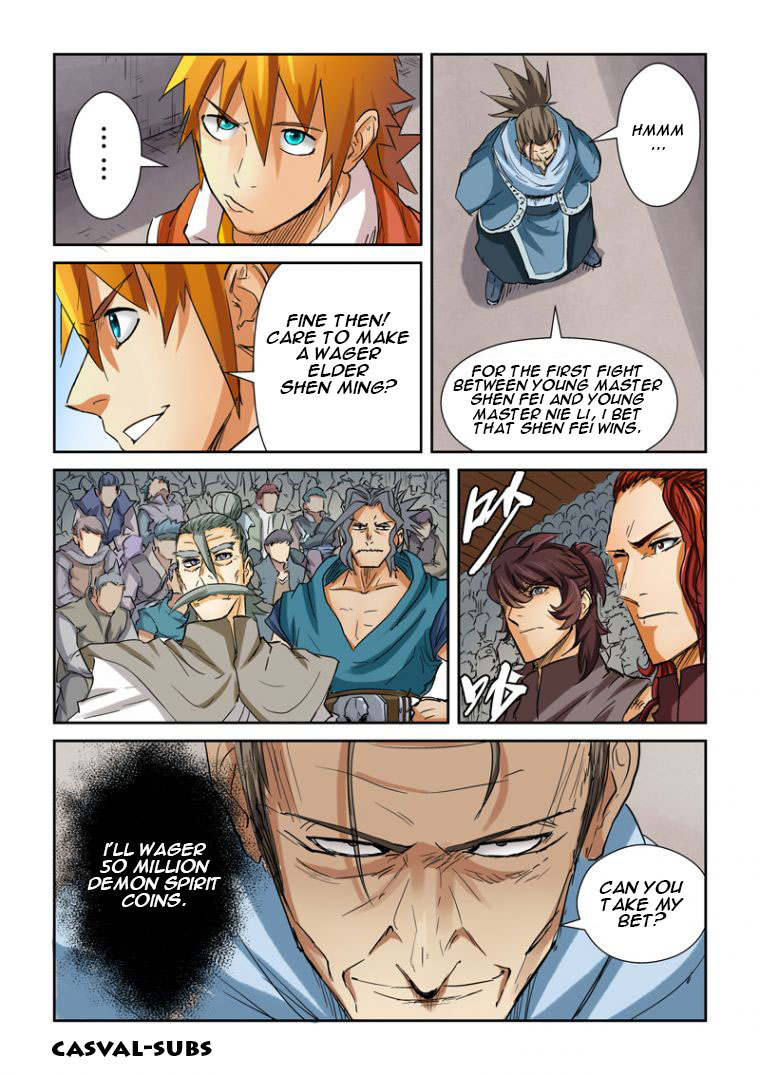 ......
HMMM
...
FINE THEN!
CARE TO MAKE
A WAGER
ELDER
SHEN MING?
FOR THE FIRST FIGHT
BETWEEN YOUNG MASTER
SHEN FEI AND YOUNG
MASTER NIE LI, I BET
THAT SHEN FEI WINS.
吵
吵
I'LL WAGER
50 MILLION
DEMON SPIRIT
COINS.
CAN YOU
TAKE MY
BET?
CASVAL-SUBS